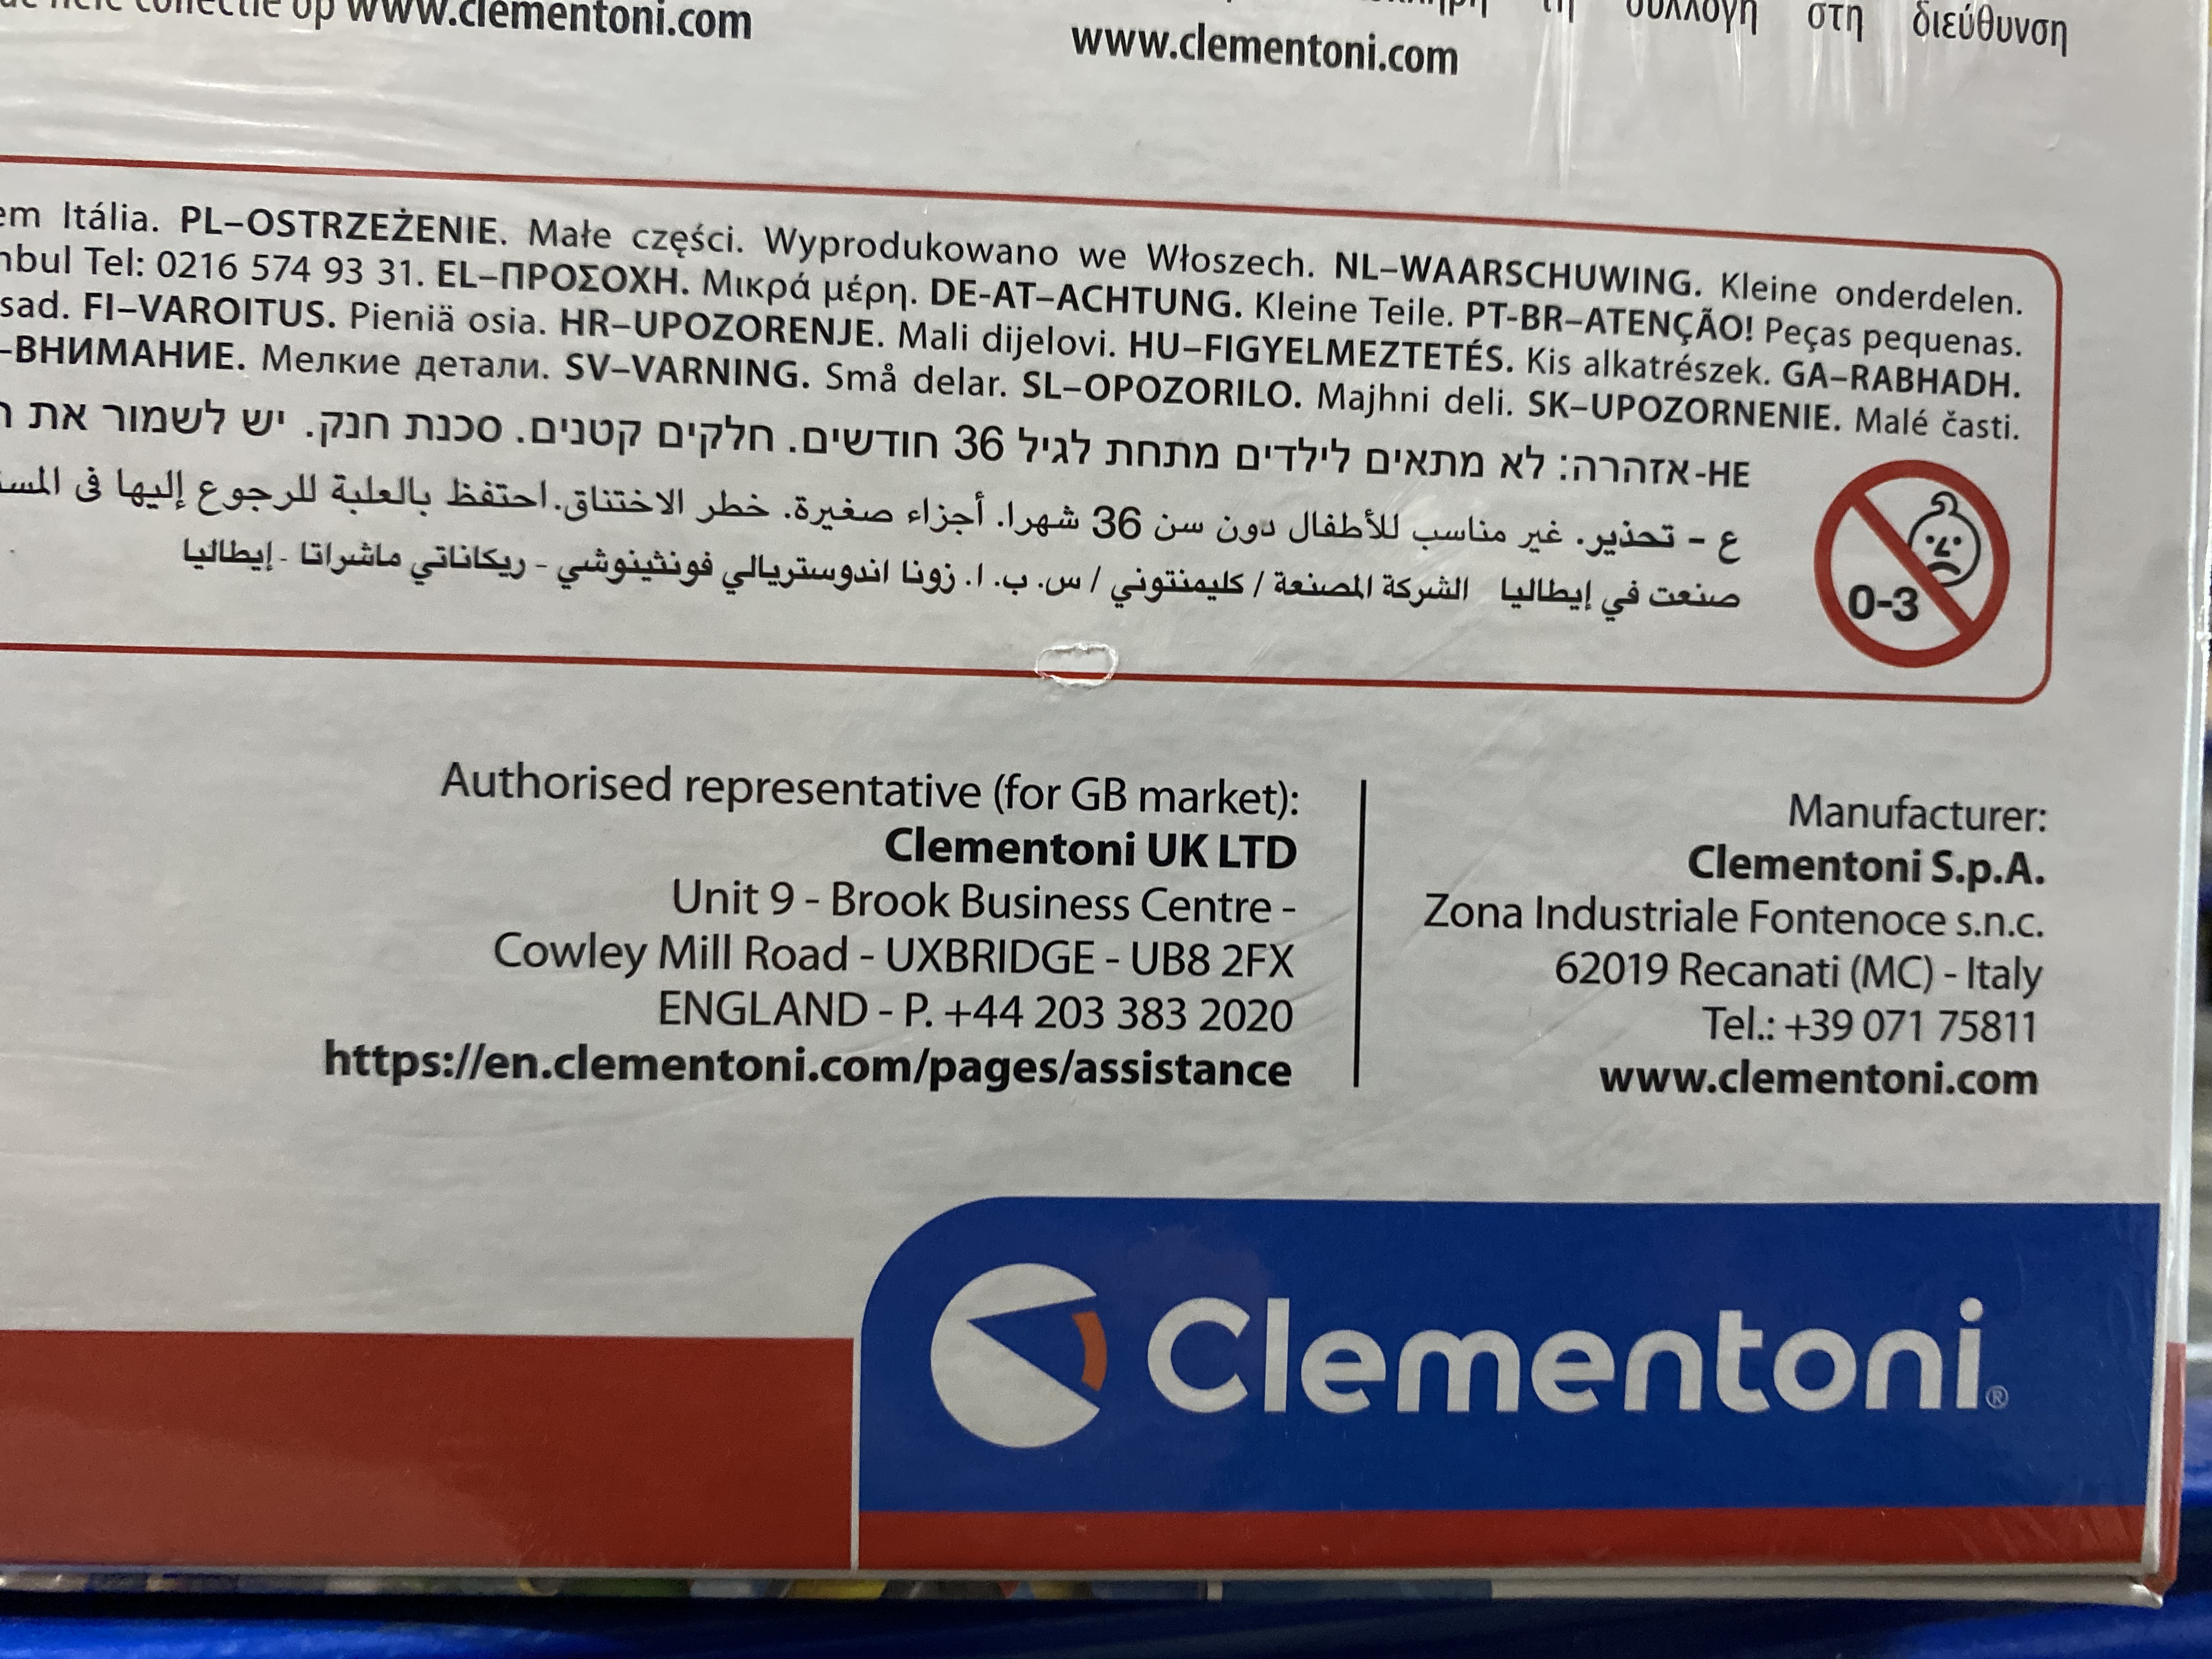 collectie op www.clementoni.com
συλλογή στη διεύθυνση
www.clementoni.com
em Itália. PL–OSTRZEŻENIE. Małe części. Wyprodukowano we Włoszech. NL–WAARSCHUWING. Kleine onderdelen.
nbul Tel: 0216 574 93 31. EL–ΠΡΟΣΟΧΗ. Μικρά μέρη. DE-AT–ACHTUNG. Kleine Teile. PT-BR–ATENÇÃO! Peças pequenas.
sad. FI–VAROITUS. Pieniä osia. HR–UPOZORENJE. Mali dijelovi. HU–FIGYELMEZTETÉS. Kis alkatrészek. GA–RABHADH.
–ВНИМАНИЕ. Мелкие детали. SV–VARNING. Små delar. SL–OPOZORILO. Majhni deli. SK–UPOZORNENIE. Malé časti.
HE-אזהרה: לא מתאים לילדים מתחת לגיל 36 חודשים. חלקים קטנים. סכנת חנק. יש לשמור את
ع - تحذير. غير مناسب للأطفال دون سن 36 شهرا. أجزاء صغيرة. خطر الاختناق. احتفظ بالعلبة للرجوع إليها فى
صنعت في إيطاليا الشركة المصنعة / كليمنتوني / س. ب. ا. زونا اندوستريالي فونثينوشي - ريكاناتي ماشراتا - إيطاليا
0-3
Authorised representative (for GB market):
Clementoni UK LTD
Unit 9 - Brook Business Centre -
Cowley Mill Road - UXBRIDGE - UB8 2FX
ENGLAND - P. +44 203 383 2020
https://en.clementoni.com/pages/assistance
Manufacturer:
Clementoni S.p.A.
Zona Industriale Fontenoce s.n.c.
62019 Recanati (MC) - Italy
Tel.: +39 071 75811
www.clementoni.com
Clementoni®